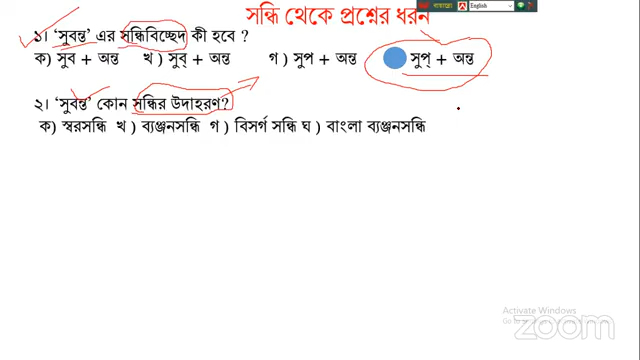 English
সন্ধি থেকে প্রশ্নের ধরন
১। ‘সুবন্ত’ এর সন্ধিবিচ্ছেদ কী হবে ?
ক) সুব + অন্ত খ ) সুব্ + অন্ত গ ) সুপ + অন্ত সুপ্ + অন্ত
২। ‘সুবন্ত’ কোন সন্ধির উদাহরণ?
ক) স্বরসন্ধি খ ) ব্যঞ্জনসন্ধি গ ) বিসর্গ সন্ধি ঘ ) বাংলা ব্যঞ্জনসন্ধি
Activate Windows
zoom